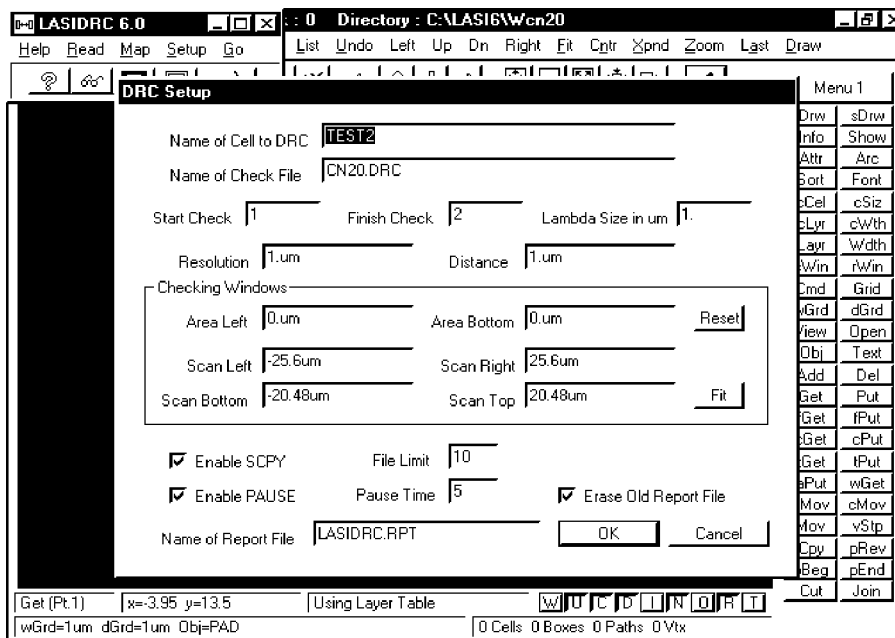 LASIDRC 6.0
: 0 Directory : C:\LASI6\Wcn20
Help Read Map Setup Go
List Undo Left Up Dn Right Fit Cntr Xpnd Zoom Last Draw
Menu 1
DRC Setup
Name of Cell to DRC TEST2
Name of Check File CN20.DRC
Start Check 1 Finish Check 2 Lambda Size in um 1.
Resolution 1.um Distance 1.um
Checking Windows
Area Left 0.um Area Bottom 0.um Reset
Scan Left -25.6um Scan Right 25.6um
Scan Bottom -20.48um Scan Top 20.48um Fit
Enable SCPY File Limit 10
Enable PAUSE Pause Time 5 Erase Old Report File
Name of Report File LASIDRC.RPT OK Cancel
Drw sDrw
Info Show
Attr Arc
Sort Font
cCel cSiz
cLyr cWth
Layr Wdth
Win rWin
Cmd Grid
wGrd dGrd
View Open
Obj Text
Add Del
Get Put
fGet fPut
cGet cPut
tGet tPut
aPut wGet
Mov cMov
Mov vStp
Cpy pRev
pBeg pEnd
Cut Join
Get (Pt.1) x=-3.95 y=13.5 Using Layer Table W U C D I N O R T
wGrd=1um dGrd=1um Obj=PAD 0 Cells 0 Boxes 0 Paths 0 Vtx